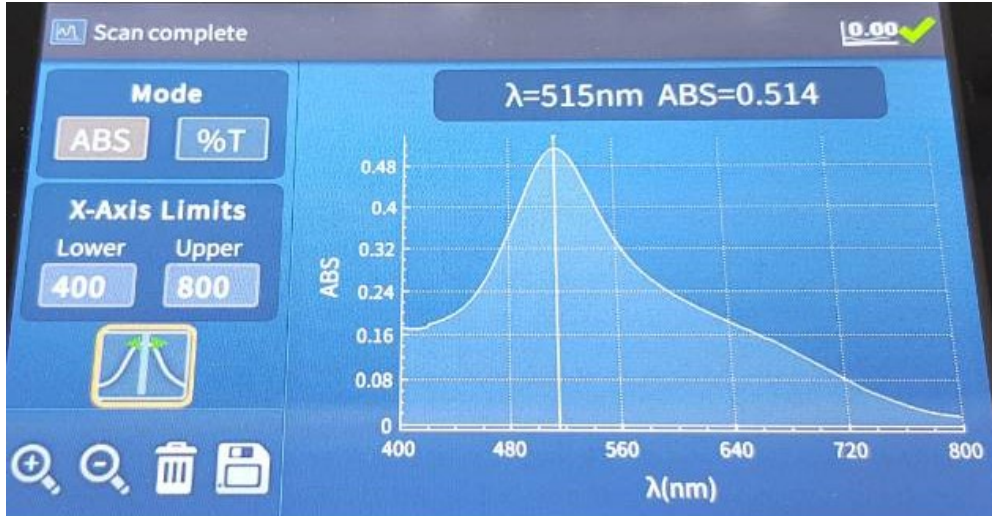 Scan complete
0.00
Mode
ABS %T
X-Axis Limits
Lower Upper
400 800
λ=515nm ABS=0.514
ABS
0.48
0.4
0.32
0.24
0.16
0.08
0
400 480 560 640 720 800
λ(nm)